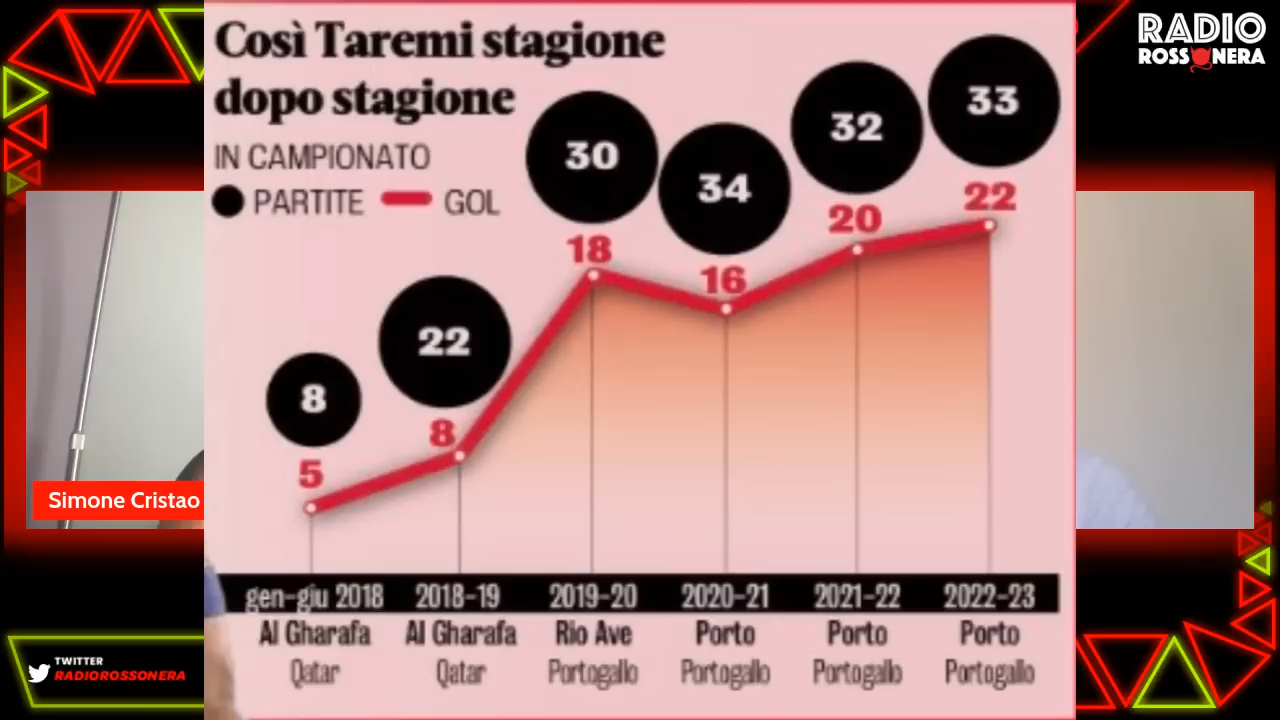 Così Taremi stagione
dopo stagione
IN CAMPIONATO
PARTITE GOL
8
22
30
34
32
33
5
8
18
16
20
22
gen-giu 2018 2018-19 2019-20 2020-21 2021-22 2022-23
Al Gharafa Al Gharafa Rio Ave Porto Porto Porto
Qatar Qatar Portogallo Portogallo Portogallo Portogallo
RADIO
ROSSONERA
Simone Cristao
TWITTER
RADIOROSSONERA